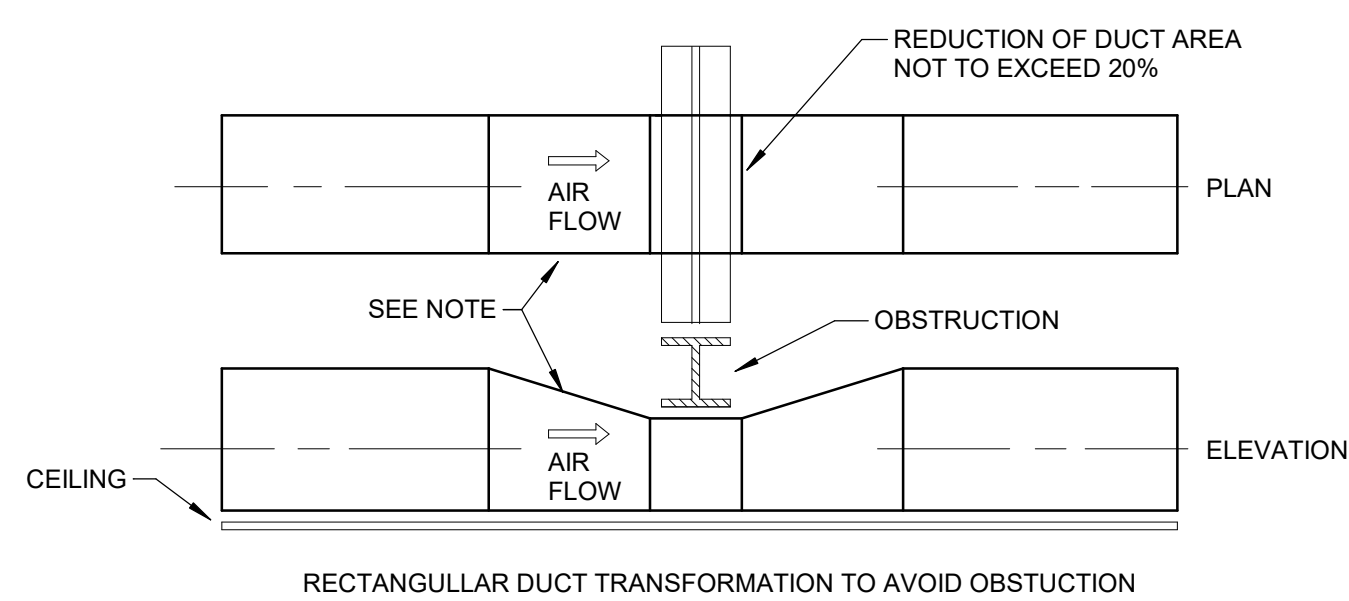 REDUCTION OF DUCT AREA
NOT TO EXCEED 20%
AIR
FLOW
PLAN
SEE NOTE
OBSTRUCTION
AIR
FLOW
ELEVATION
CEILING
RECTANGULLAR DUCT TRANSFORMATION TO AVOID OBSTUCTION